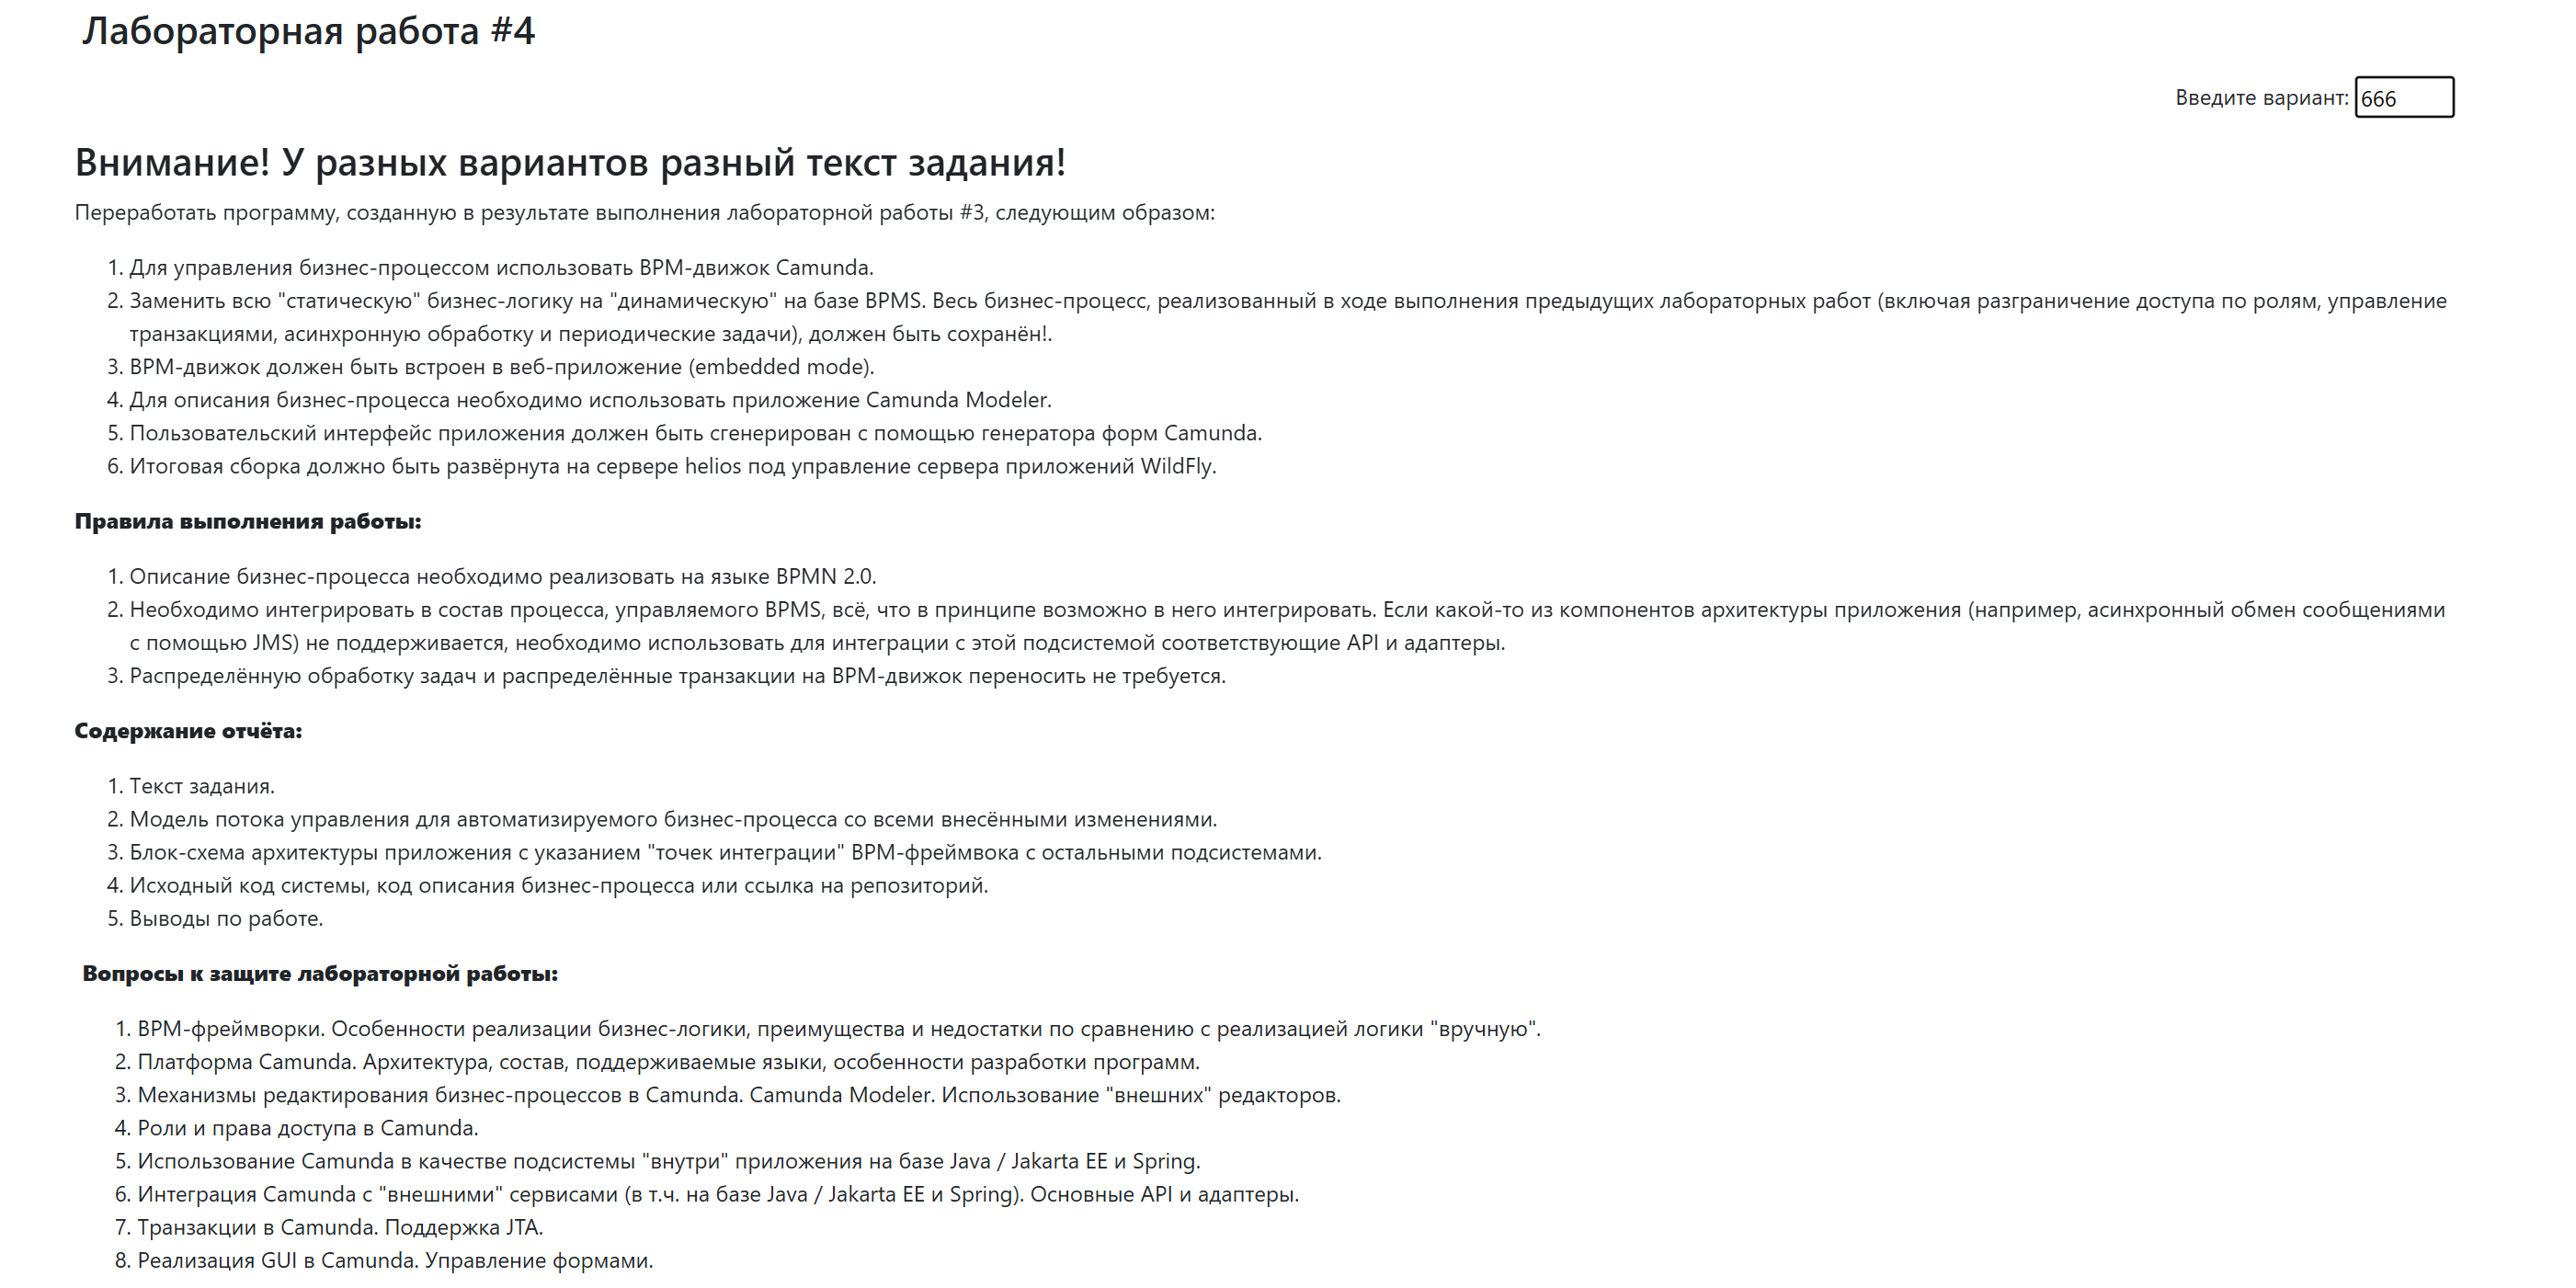 Лабораторная работа #4
Введите вариант: 666
Внимание! У разных вариантов разный текст задания!
Переработать программу, созданную в результате выполнения лабораторной работы #3, следующим образом:
1. Для управления бизнес-процессом использовать BPM-движок Camunda.
2. Заменить всю "статическую" бизнес-логику на "динамическую" на базе BPMS. Весь бизнес-процесс, реализованный в ходе выполнения предыдущих лабораторных работ (включая разграничение доступа по ролям, управление
транзакциями, асинхронную обработку и периодические задачи), должен быть сохранён!.
3. BPM-движок должен быть встроен в веб-приложение (embedded mode).
4. Для описания бизнес-процесса необходимо использовать приложение Camunda Modeler.
5. Пользовательский интерфейс приложения должен быть сгенерирован с помощью генератора форм Camunda.
6. Итоговая сборка должно быть развёрнута на сервере helios под управление сервера приложений WildFly.
Правила выполнения работы:
1. Описание бизнес-процесса необходимо реализовать на языке BPMN 2.0.
2. Необходимо интегрировать в состав процесса, управляемого BPMS, всё, что в принципе возможно в него интегрировать. Если какой-то из компонентов архитектуры приложения (например, асинхронный обмен сообщениями
с помощью JMS) не поддерживается, необходимо использовать для интеграции с этой подсистемой соответствующие API и адаптеры.
3. Распределённую обработку задач и распределённые транзакции на BPM-движок переносить не требуется.
Содержание отчёта:
1. Текст задания.
2. Модель потока управления для автоматизируемого бизнес-процесса со всеми внесёнными изменениями.
3. Блок-схема архитектуры приложения с указанием "точек интеграции" BPM-фреймвока с остальными подсистемами.
4. Исходный код системы, код описания бизнес-процесса или ссылка на репозиторий.
5. Выводы по работе.
Вопросы к защите лабораторной работы:
1. BPM-фреймворки. Особенности реализации бизнес-логики, преимущества и недостатки по сравнению с реализацией логики "вручную".
2. Платформа Camunda. Архитектура, состав, поддерживаемые языки, особенности разработки программ.
3. Механизмы редактирования бизнес-процессов в Camunda. Camunda Modeler. Использование "внешних" редакторов.
4. Роли и права доступа в Camunda.
5. Использование Camunda в качестве подсистемы "внутри" приложения на базе Java / Jakarta EE и Spring.
6. Интеграция Camunda с "внешними" сервисами (в т.ч. на базе Java / Jakarta EE и Spring). Основные API и адаптеры.
7. Транзакции в Camunda. Поддержка JTA.
8. Реализация GUI в Camunda. Управление формами.